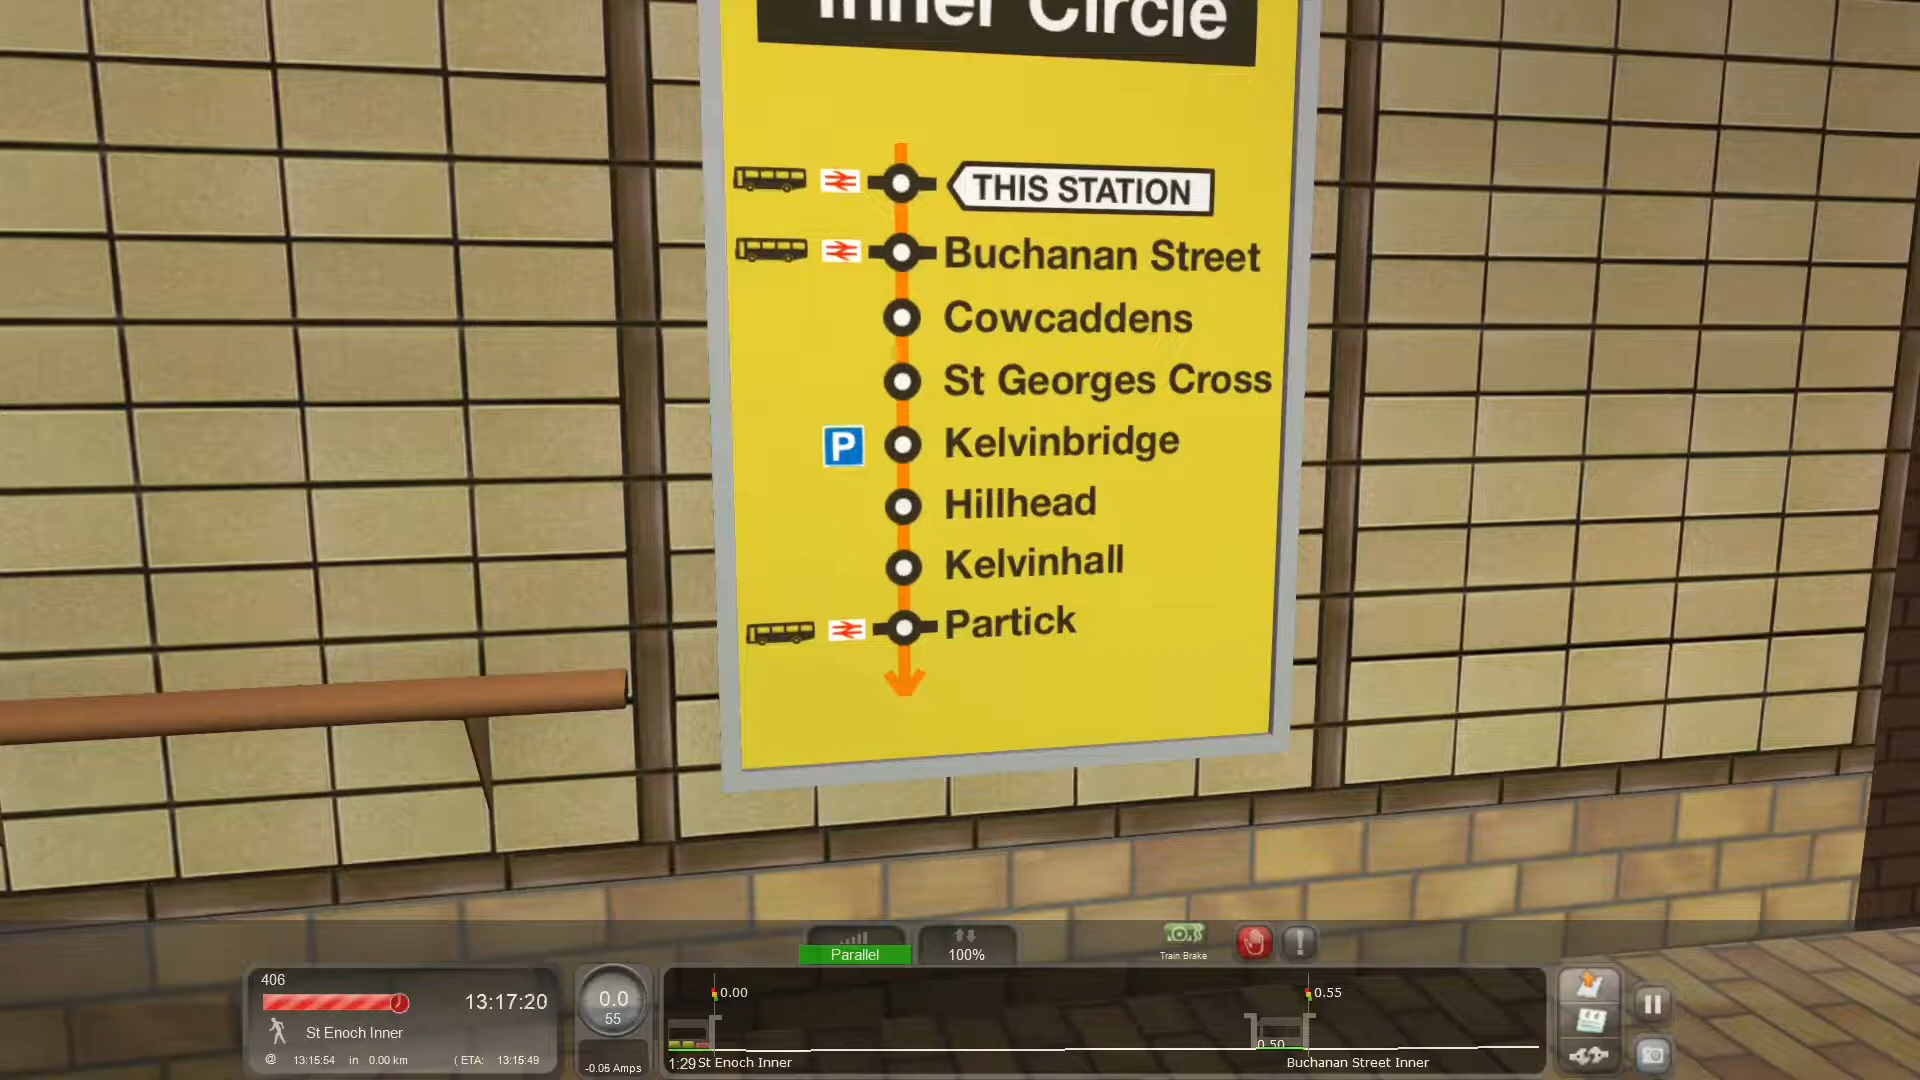 Inner Circle
THIS STATION
Buchanan Street
Cowcaddens
St Georges Cross
P
Kelvinbridge
Hillhead
Kelvinhall
Partick
Parallel
100%
Train Brake
406
13:17:20
St Enoch Inner
@ 13:15:54 in 0.00 km ( ETA: 13:15:49
0.0
55
-0.05 Amps
0.00
0.55
0.50
1:29 St Enoch Inner
Buchanan Street Inner